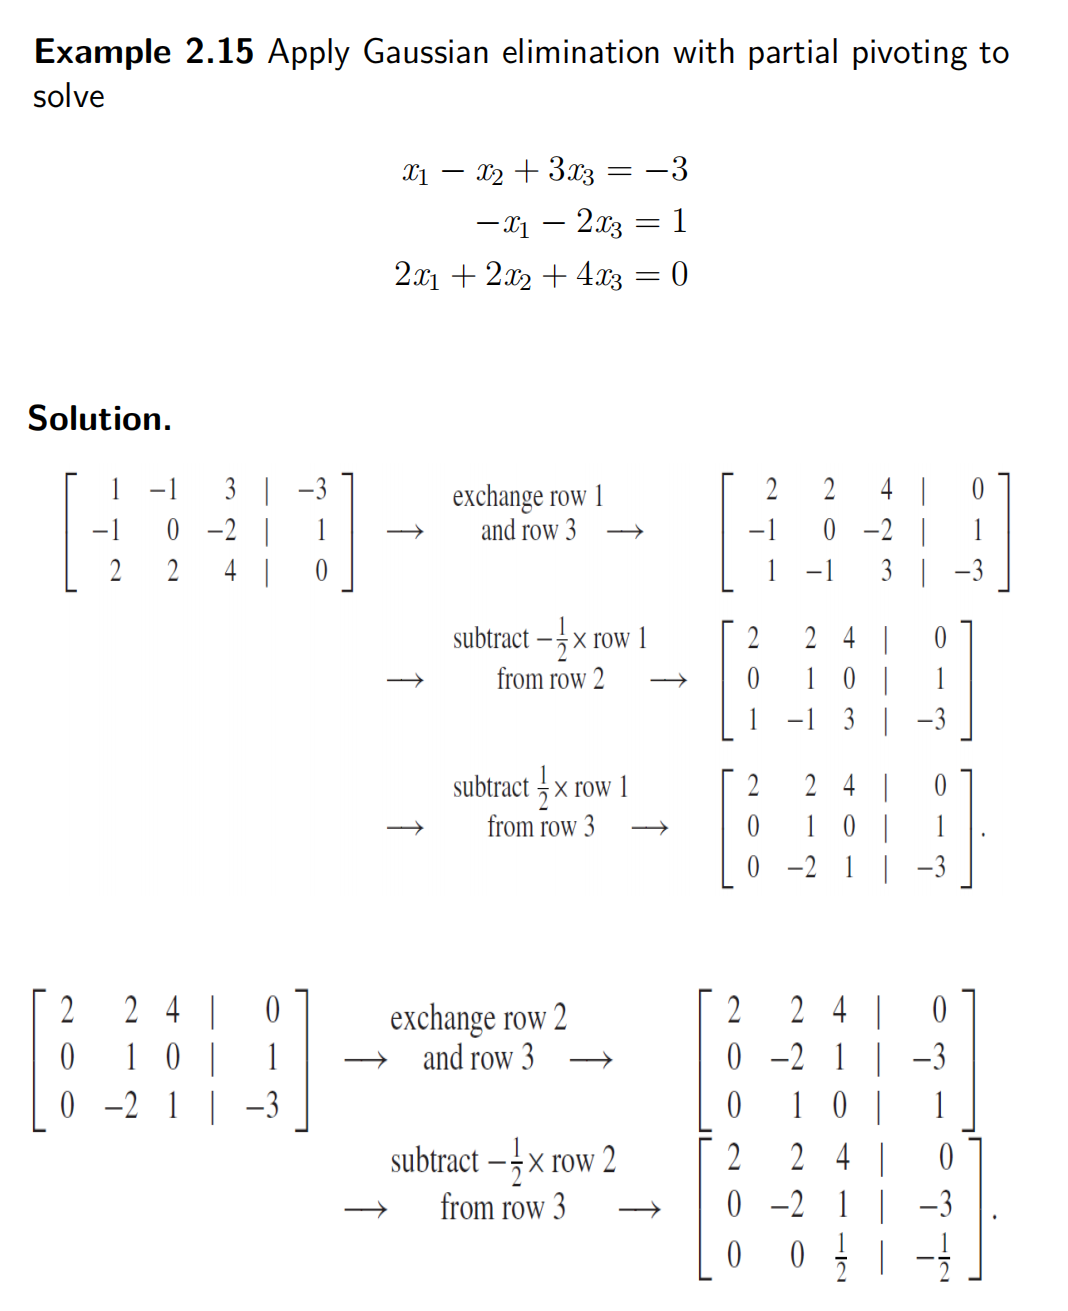 Example 2.15 Apply Gaussian elimination with partial pivoting to
solve
x₁ − x₂ + 3x₃ = −3
−x₁ − 2x₃ = 1
2x₁ + 2x₂ + 4x₃ = 0
Solution.
[ 1 −1 3 | −3 ] exchange row 1 [ 2 2 4 | 0 ]
[ −1 0 −2 | 1 ] ⟶ and row 3 ⟶ [ −1 0 −2 | 1 ]
[ 2 2 4 | 0 ] [ 1 −1 3 | −3 ]
subtract −1/2 × row 1 [ 2 2 4 | 0 ]
⟶ from row 2 ⟶ [ 0 1 0 | 1 ]
[ 1 −1 3 | −3 ]
subtract 1/2 × row 1 [ 2 2 4 | 0 ]
⟶ from row 3 ⟶ [ 0 1 0 | 1 ].
[ 0 −2 1 | −3 ]
[ 2 2 4 | 0 ] exchange row 2 [ 2 2 4 | 0 ]
[ 0 1 0 | 1 ] ⟶ and row 3 ⟶ [ 0 −2 1 | −3 ]
[ 0 −2 1 | −3 ] [ 0 1 0 | 1 ]
subtract −1/2 × row 2 [ 2 2 4 | 0 ]
⟶ from row 3 ⟶ [ 0 −2 1 | −3 ].
[ 0 0 1/2 | −1/2 ]